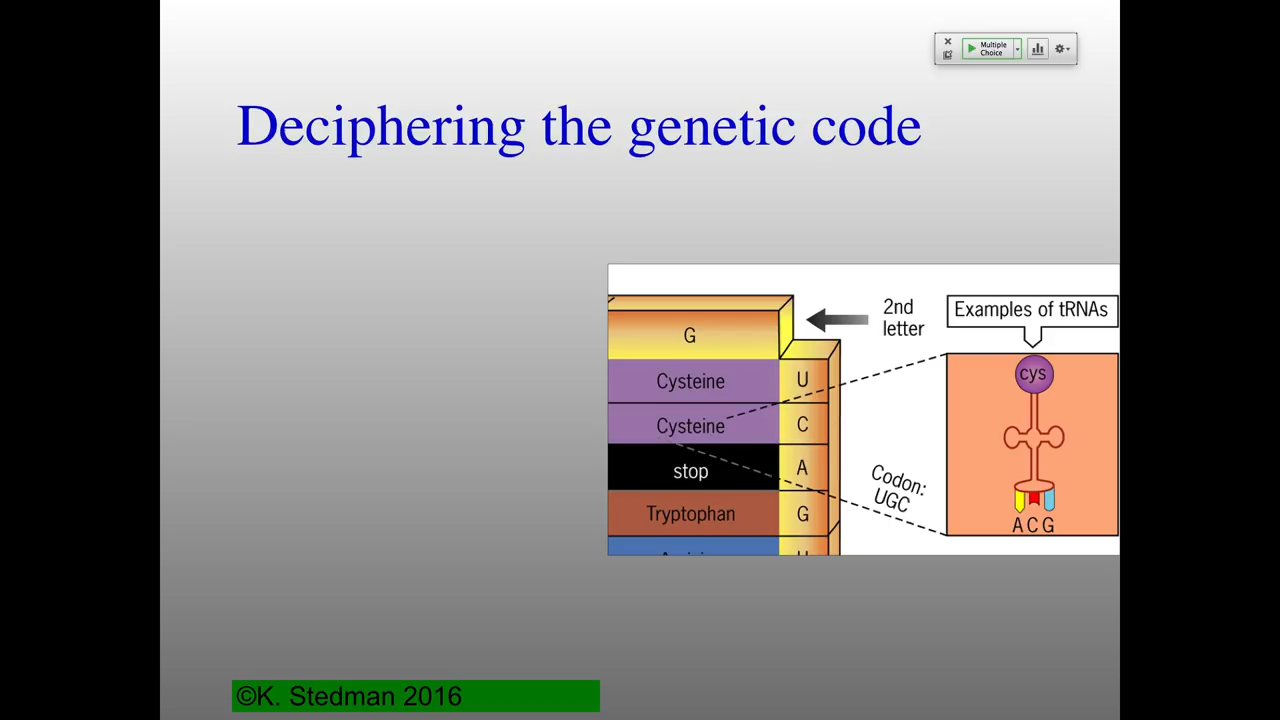 Multiple
Choice
Deciphering the genetic code
2nd
letter
Examples of tRNAs
G
cys
Cysteine
U
Cysteine
C
stop
A
Codon:
UGC
Tryptophan
G
A C G
©K. Stedman 2016